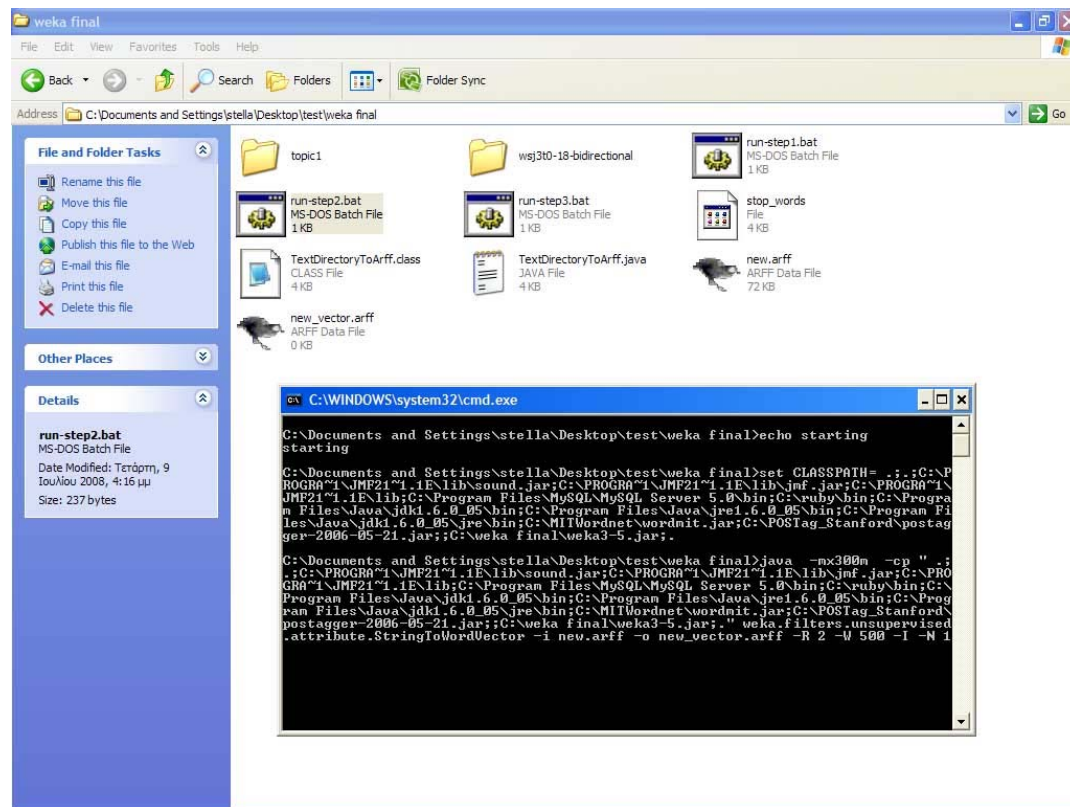 weka final
File Edit View Favorites Tools Help
Back Search Folders Folder Sync
Address C:\Documents and Settings\stella\Desktop\test\weka final Go
File and Folder Tasks
Rename this file
Move this file
Copy this file
Publish this file to the Web
E-mail this file
Print this file
Delete this file
Other Places
Details
run-step2.bat
MS-DOS Batch File
Date Modified: Τετάρτη, 9
Ιουλίου 2008, 4:16 μμ
Size: 237 bytes
topic1
wsj3t0-18-bidirectional
run-step1.bat
MS-DOS Batch File
1 KB
run-step2.bat
MS-DOS Batch File
1 KB
run-step3.bat
MS-DOS Batch File
1 KB
stop_words
File
4 KB
TextDirectoryToArff.class
CLASS File
4 KB
TextDirectoryToArff.java
JAVA File
4 KB
new.arff
ARFF Data File
72 KB
new_vector.arff
ARFF Data File
0 KB
C:\WINDOWS\system32\cmd.exe
C:\Documents and Settings\stella\Desktop\test\weka final>echo starting
starting
C:\Documents and Settings\stella\Desktop\test\weka final>set CLASSPATH= .;.;C:\P
ROGRA~1\JMF21~1.1E\lib\sound.jar;C:\PROGRA~1\JMF21~1.1E\lib\jmf.jar;C:\PROGRA~1\
JMF21~1.1E\lib;C:\Program Files\MySQL\MySQL Server 5.0\bin;C:\ruby\bin;C:\Progra
m Files\Java\jdk1.6.0_05\bin;C:\Program Files\Java\jre1.6.0_05\bin;C:\Program Fi
les\Java\jdk1.6.0_05\jre\bin;C:\MITWordnet\wordmit.jar;C:\POSTag_Stanford\postag
ger-2006-05-21.jar;;C:\weka final\weka3-5.jar;.
C:\Documents and Settings\stella\Desktop\test\weka final>java -mx300m -cp " .;
.;C:\PROGRA~1\JMF21~1.1E\lib\sound.jar;C:\PROGRA~1\JMF21~1.1E\lib\jmf.jar;C:\PRO
GRA~1\JMF21~1.1E\lib;C:\Program Files\MySQL\MySQL Server 5.0\bin;C:\ruby\bin;C:\
Program Files\Java\jdk1.6.0_05\bin;C:\Program Files\Java\jre1.6.0_05\bin;C:\Prog
ram Files\Java\jdk1.6.0_05\jre\bin;C:\MITWordnet\wordmit.jar;C:\POSTag_Stanford\
postagger-2006-05-21.jar;;C:\weka final\weka3-5.jar;." weka.filters.unsupervised
.attribute.StringToWordVector -i new.arff -o new_vector.arff -R 2 -W 500 -I -N 1